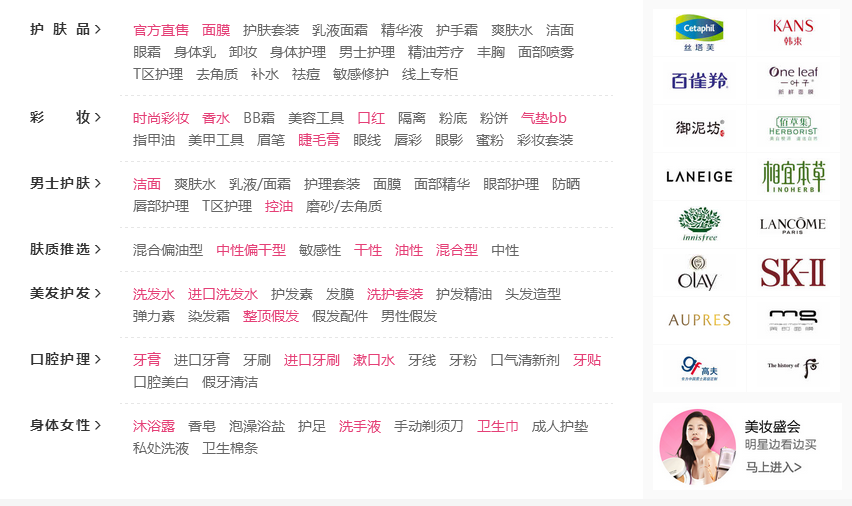 护 肤 品 >
官方直售 面膜 护肤套装 乳液面霜 精华液 护手霜 爽肤水 洁面
眼霜 身体乳 卸妆 身体护理 男士护理 精油芳疗 丰胸 面部喷雾
T区护理 去角质 补水 祛痘 敏感修护 线上专柜
彩 妆 >
时尚彩妆 香水 BB霜 美容工具 口红 隔离 粉底 粉饼 气垫bb
指甲油 美甲工具 眉笔 睫毛膏 眼线 唇彩 眼影 蜜粉 彩妆套装
男士护肤 >
洁面 爽肤水 乳液/面霜 护理套装 面膜 面部精华 眼部护理 防晒
唇部护理 T区护理 控油 磨砂/去角质
肤质推选 >
混合偏油型 中性偏干型 敏感性 干性 油性 混合型 中性
美发护发 >
洗发水 进口洗发水 护发素 发膜 洗护套装 护发精油 头发造型
弹力素 染发霜 整顶假发 假发配件 男性假发
口腔护理 >
牙膏 进口牙膏 牙刷 进口牙刷 漱口水 牙线 牙粉 口气清新剂 牙贴
口腔美白 假牙清洁
身体女性 >
沐浴露 香皂 泡澡浴盐 护足 洗手液 手动剃须刀 卫生巾 成人护垫
私处洗液 卫生棉条
Cetaphil
丝塔芙
KANS
韩束
百雀羚
One leaf
一叶子
新鲜面膜
御泥坊
佰草集
HERBORIST
LANEIGE
相宜本草
INOHERB
innisfree
LANCÔME
PARIS
OLAY
SK-II
AUPRES
mg
美即面膜
gf 高夫
The history of 后
美妆盛会
明星边看边买
马上进入>